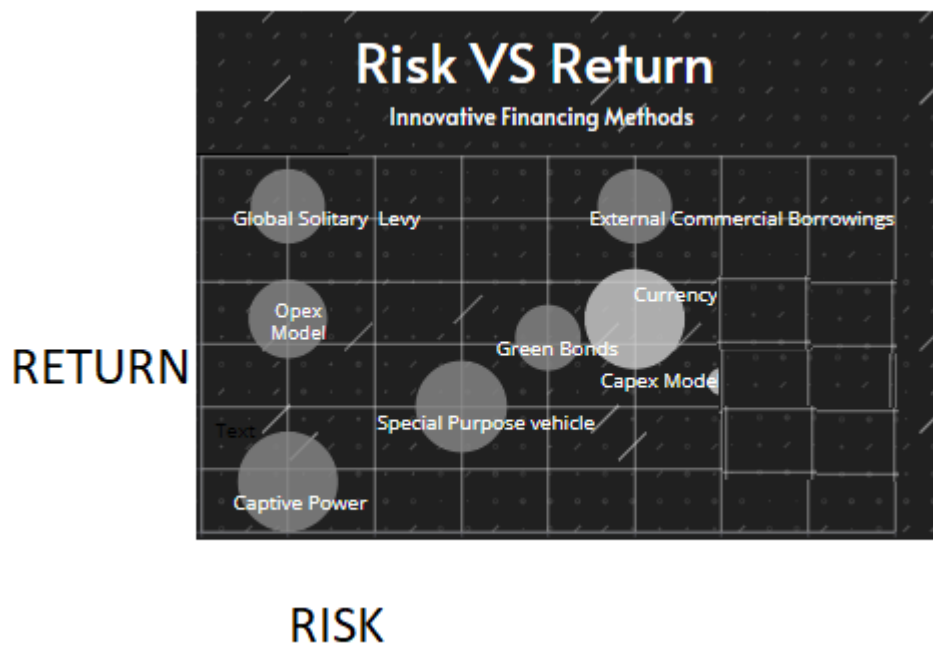 Risk VS Return
Innovative Financing Methods
Global Solitary Levy
External Commercial Borrowings
Currency
Opex
Model
Green Bonds
RETURN
Capex Mode
Special Purpose vehicle
Text
Captive Power
RISK